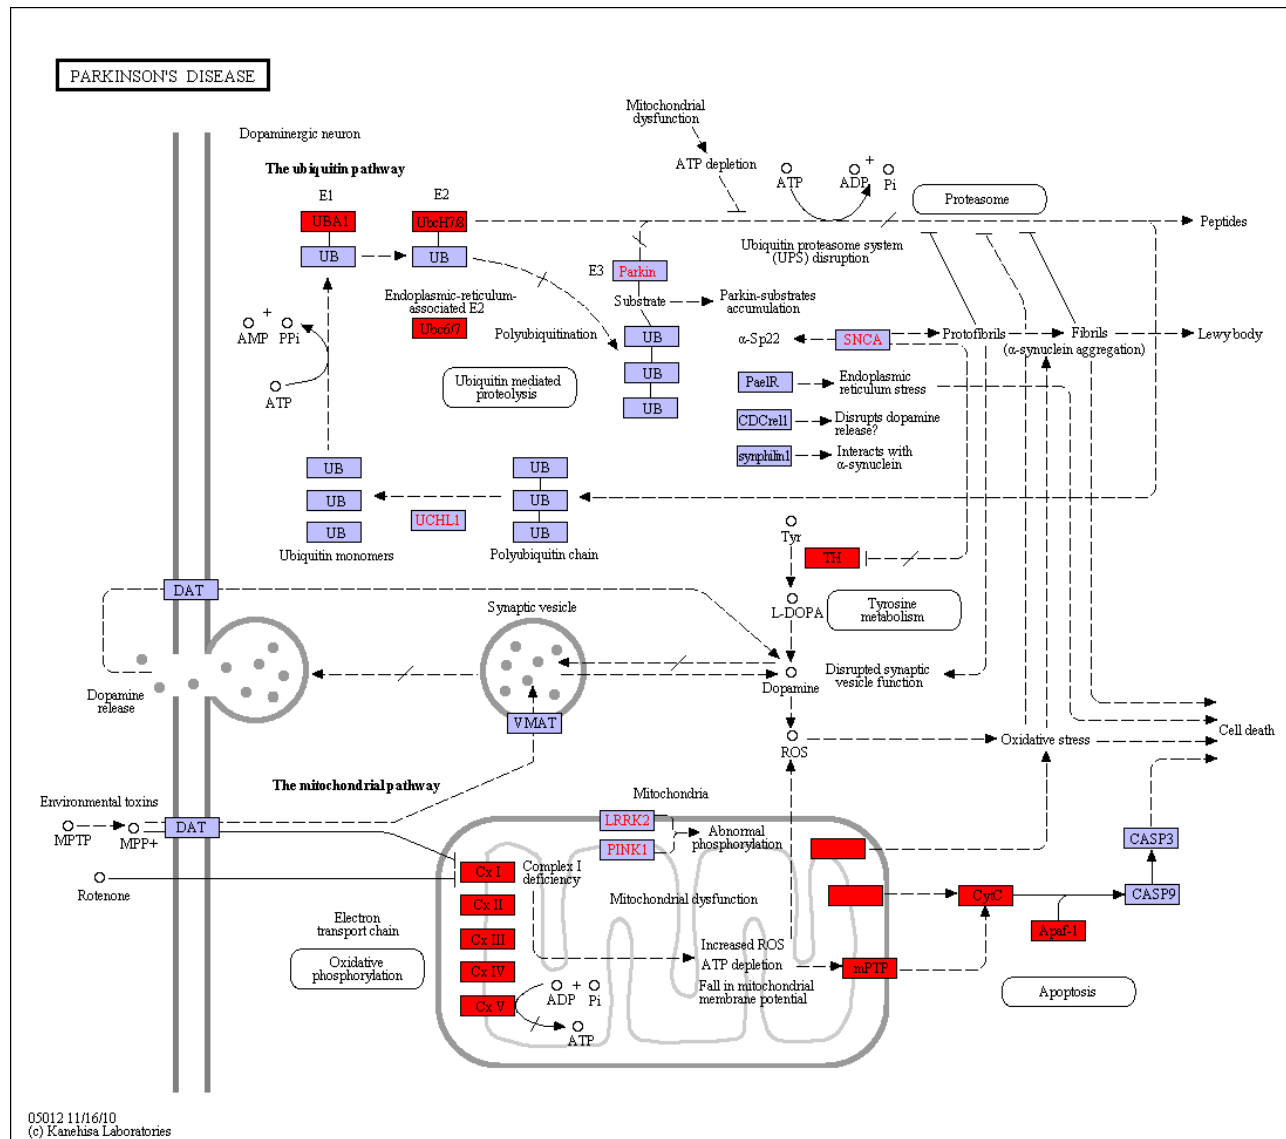 PARKINSON'S DISEASE
Dopaminergic neuron
Mitochondrial
dysfunction
ATP depletion
The ubiquitin pathway
E1
E2
UBA1
UbcH7/8
UB
UB
ATP
ADP
+
Pi
Proteasome
Peptides
Ubiquitin proteasome system
(UPS) disruption
E3
Parkin
Substrate
Parkin-substrates
accumulation
Endoplasmic-reticulum-
associated E2
Ubc6/7
Polyubiquitination
UB
UB
UB
AMP
+
PPi
ATP
Ubiquitin mediated
proteolysis
α-Sp22
SNCA
Protofibrils
Fibrils
(α-synuclein aggregation)
Lewy body
PaelR
Endoplasmic
reticulum stress
CDCrel1
Disrupts dopamine
release?
synphilin1
Interacts with
α-synuclein
UB
UB
UB
Ubiquitin monomers
UCHL1
UB
UB
UB
Polyubiquitin chain
Tyr
TH
L-DOPA
Tyrosine
metabolism
DAT
Synaptic vesicle
Dopamine
release
VMAT
Dopamine
Disrupted synaptic
vesicle function
ROS
Oxidative stress
Cell death
The mitochondrial pathway
Environmental toxins
MPTP
MPP+
DAT
Rotenone
Mitochondria
LRRK2
PINK1
Abnormal
phosphorylation
Cx I
Complex I
deficiency
Cx II
Cx III
Cx IV
Cx V
Mitochondrial dysfunction
Electron
transport chain
Oxidative
phosphorylation
Increased ROS
ATP depletion
Fall in mitochondrial
membrane potential
ADP
+
Pi
ATP
mPTP
CytC
Apaf-1
CASP3
CASP9
Apoptosis
05012 11/16/10
(c) Kanehisa Laboratories